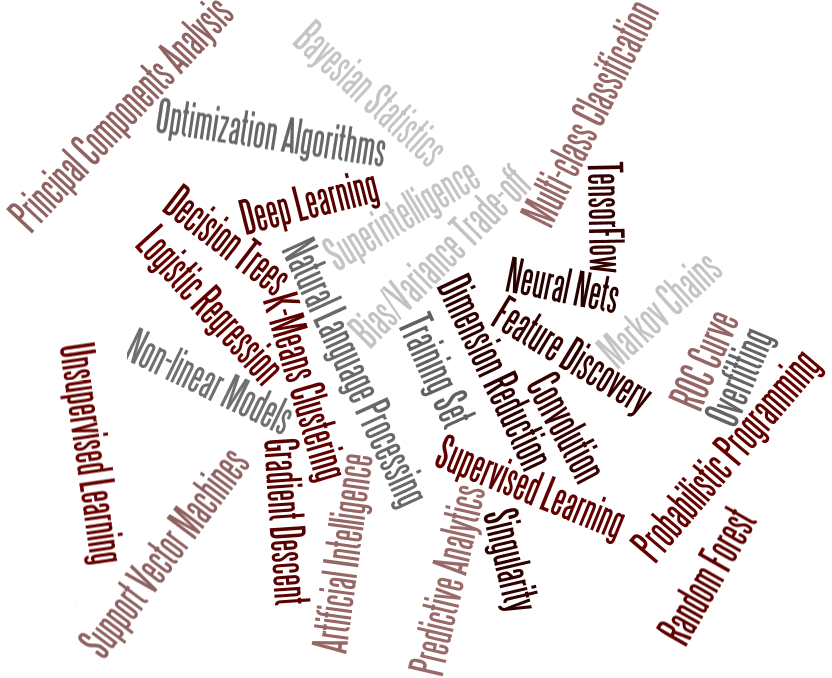 Principal Components Analysis
Bayesian Statistics
Multi-class Classification
Optimization Algorithms
Deep Learning
Superintelligence
Bias/Variance Trade-off
TensorFlow
Decision Trees
Logistic Regression
Natural Language Processing
K-Means Clustering
Neural Nets
Markov Chains
Dimension Reduction
Feature Discovery
Training Set
Non-linear Models
ROC Curve
Overfitting
Convolution
Unsupervised Learning
Probabilistic Programming
Supervised Learning
Gradient Descent
Support Vector Machines
Artificial Intelligence
Predictive Analytics
Singularity
Random Forest